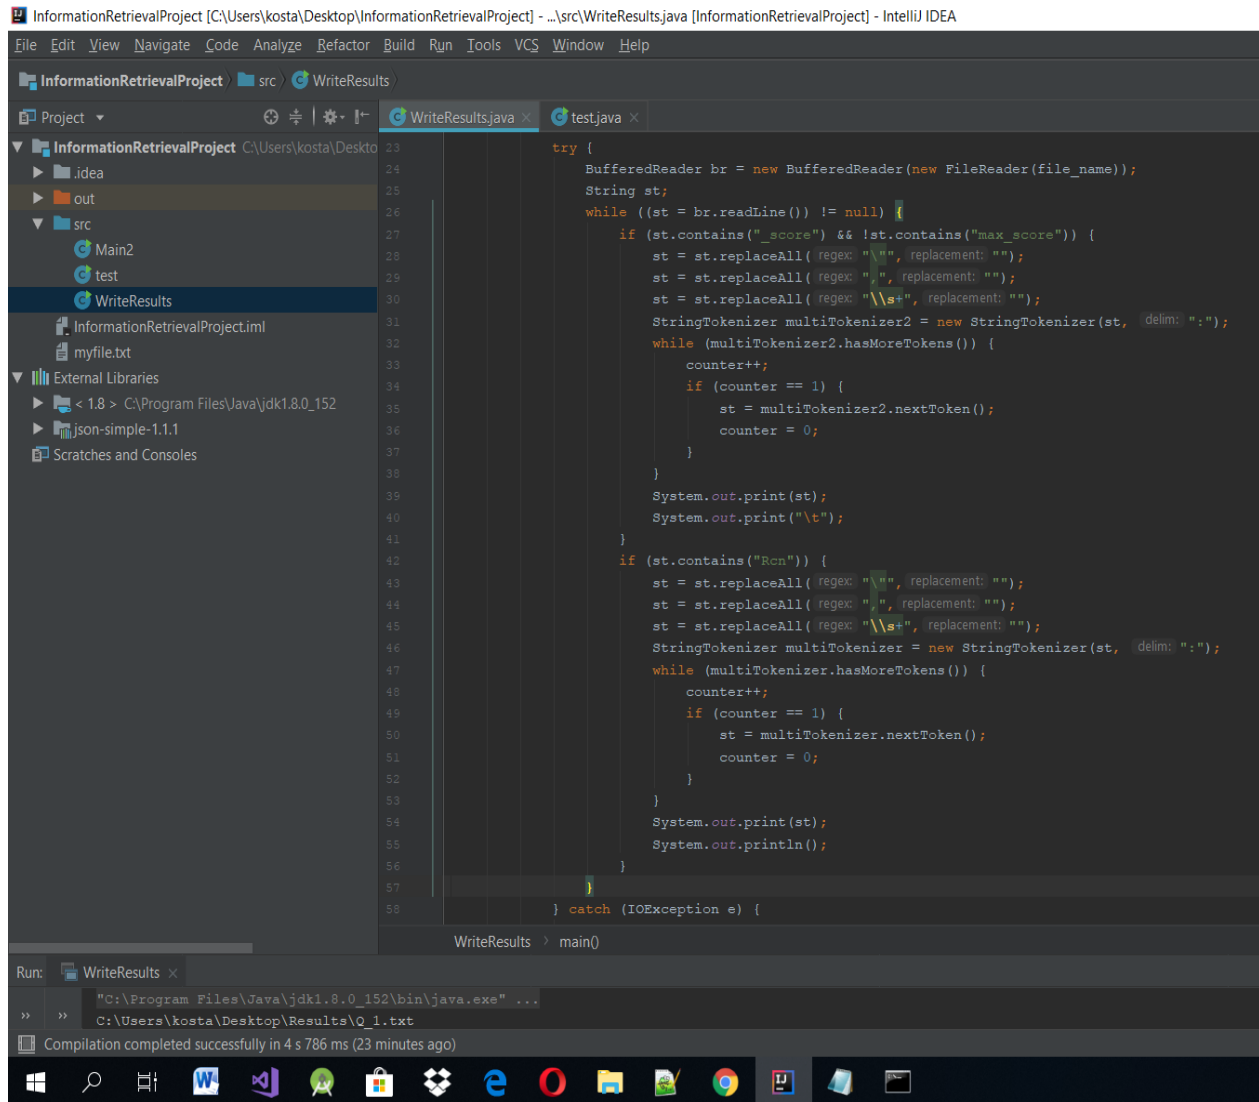 InformationRetrievalProject [C:\Users\kosta\Desktop\InformationRetrievalProject] - ...\src\WriteResults.java [InformationRetrievalProject] - IntelliJ IDEA
File Edit View Navigate Code Analyze Refactor Build Run Tools VCS Window Help
InformationRetrievalProject src WriteResults
Project
WriteResults.java test.java
InformationRetrievalProject C:\Users\kosta\Deskto
.idea
out
src
Main2
test
WriteResults
InformationRetrievalProject.iml
myfile.txt
External Libraries
< 1.8 > C:\Program Files\Java\jdk1.8.0_152
json-simple-1.1.1
Scratches and Consoles
23 try {
24 BufferedReader br = new BufferedReader(new FileReader(file_name));
25 String st;
26 while ((st = br.readLine()) != null) {
27 if (st.contains("_score") && !st.contains("max_score")) {
28 st = st.replaceAll( regex: "\"", replacement: "");
29 st = st.replaceAll( regex: ",", replacement: "");
30 st = st.replaceAll( regex: "\\s+", replacement: "");
31 StringTokenizer multiTokenizer2 = new StringTokenizer(st, delim: ":");
32 while (multiTokenizer2.hasMoreTokens()) {
33 counter++;
34 if (counter == 1) {
35 st = multiTokenizer2.nextToken();
36 counter = 0;
37 }
38 }
39 System.out.print(st);
40 System.out.print("\t");
41 }
42 if (st.contains("Rcn")) {
43 st = st.replaceAll( regex: "\"", replacement: "");
44 st = st.replaceAll( regex: ",", replacement: "");
45 st = st.replaceAll( regex: "\\s+", replacement: "");
46 StringTokenizer multiTokenizer = new StringTokenizer(st, delim: ":");
47 while (multiTokenizer.hasMoreTokens()) {
48 counter++;
49 if (counter == 1) {
50 st = multiTokenizer.nextToken();
51 counter = 0;
52 }
53 }
54 System.out.print(st);
55 System.out.println();
56 }
57 }
58 } catch (IOException e) {
WriteResults > main()
Run: WriteResults
"C:\Program Files\Java\jdk1.8.0_152\bin\java.exe" ...
C:\Users\kosta\Desktop\Results\Q_1.txt
Compilation completed successfully in 4 s 786 ms (23 minutes ago)